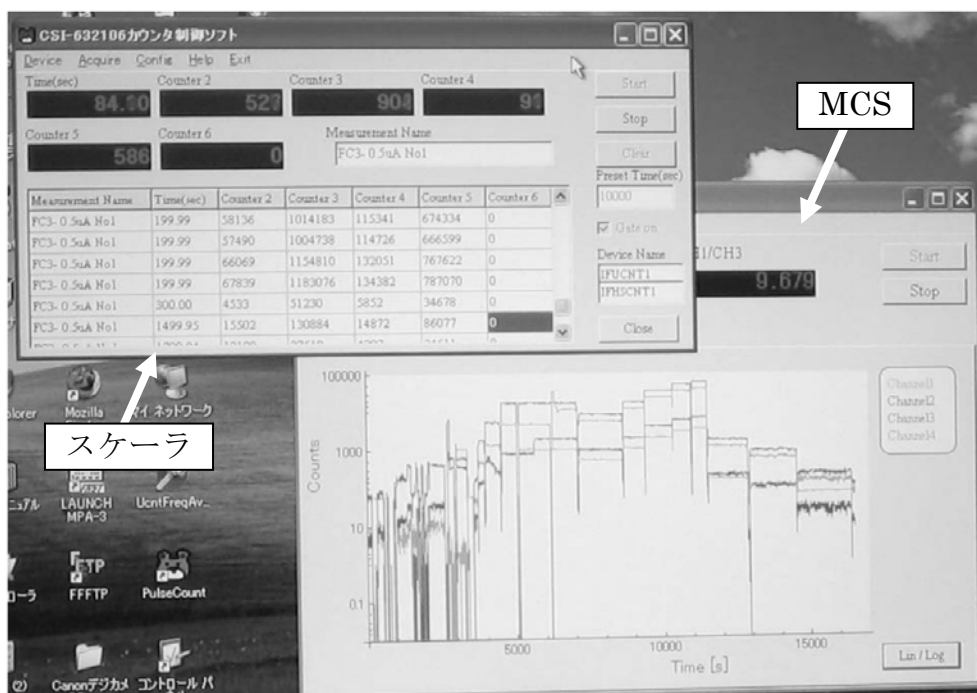 CSI-632106カウンタ制御ソフト
Device Acquire Config Help Exit
Time(sec) Counter 2 Counter 3 Counter 4
84.10 527 904 91
Counter 5 Counter 6 Measurement Name
586 0 FC3- 0.5uA No1
Start
Stop
Clear
Preset Time(sec)
10000
Gate on
Device Name
IFUCNT1
IFHSCNT1
Close
Measurement Name Time(sec) Counter 2 Counter 3 Counter 4 Counter 5 Counter 6
FC3- 0.5uA No1 199.99 58136 1014183 115341 674334 0
FC3- 0.5uA No1 199.99 57490 1004738 114726 666599 0
FC3- 0.5uA No1 199.99 66069 1154810 132051 767622 0
FC3- 0.5uA No1 199.99 67839 1183076 134382 787070 0
FC3- 0.5uA No1 300.00 4533 51230 5852 34678 0
FC3- 0.5uA No1 1499.95 15502 130884 14872 86077 0
MCS
/CH3
9.679
Start
Stop
スケーラ
plorer
Mozilla
マイ ネットワーク
LAUNCH MPA-3
UcntFreqAv...
FFFTP
PulseCount
(2)
Canonデジカメ
コントロール パ
100000
1000
10
0.1
Counts
5000 10000 15000
Time [s]
Channel1
Channel2
Channel3
Channel4
Lin / Log